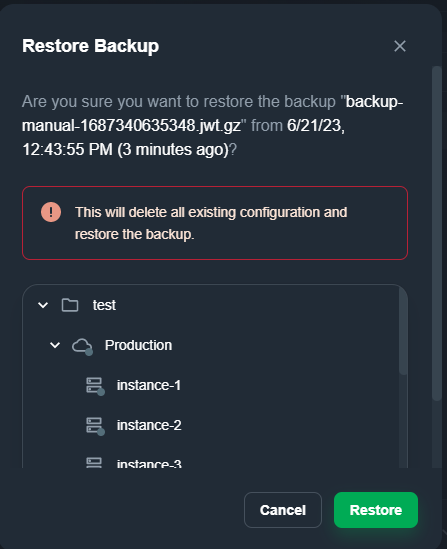 Restore Backup
Are you sure you want to restore the backup "backup-
manual-1687340635348.jwt.gz" from 6/21/23,
12:43:55 PM (3 minutes ago)?
This will delete all existing configuration and
restore the backup.
test
Production
instance-1
instance-2
instance-3
Cancel
Restore